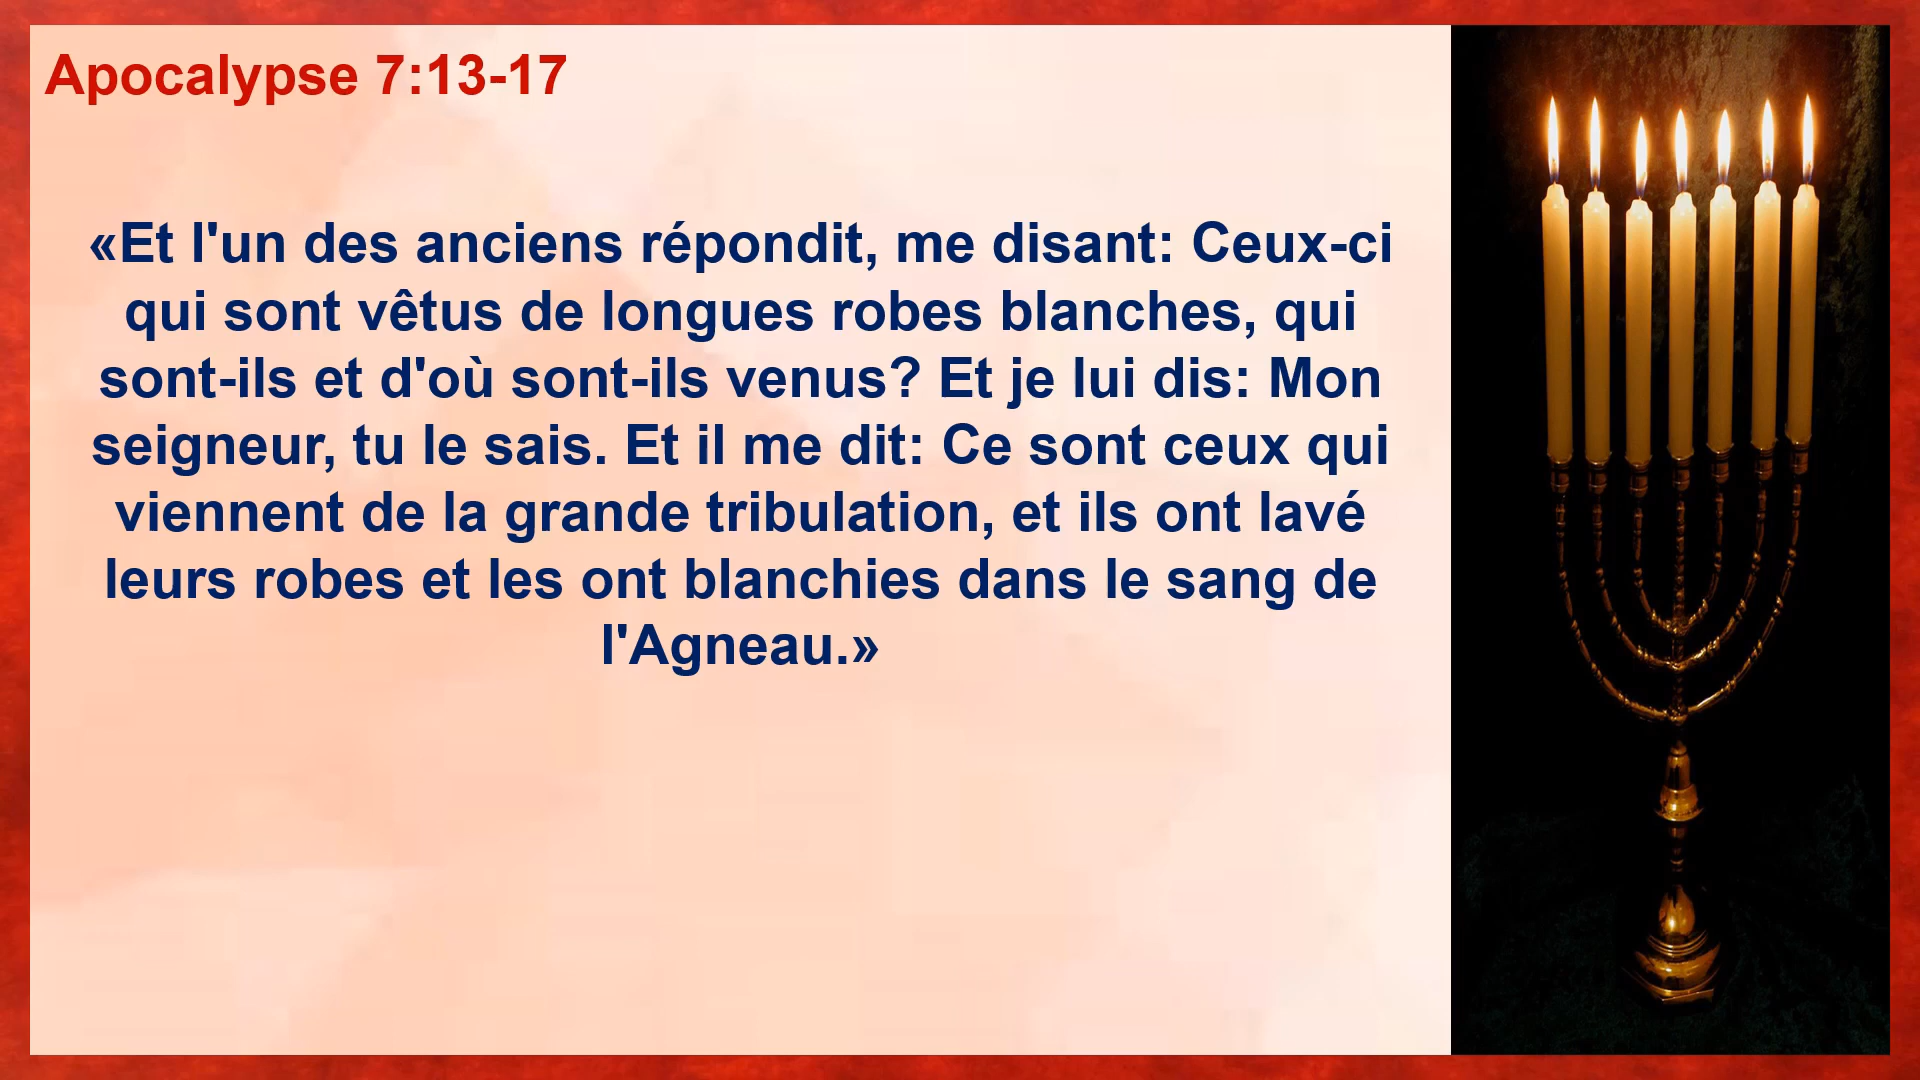 Apocalypse 7:13-17
«Et l'un des anciens répondit, me disant: Ceux-ci
qui sont vêtus de longues robes blanches, qui
sont-ils et d'où sont-ils venus? Et je lui dis: Mon
seigneur, tu le sais. Et il me dit: Ce sont ceux qui
viennent de la grande tribulation, et ils ont lavé
leurs robes et les ont blanchies dans le sang de
l'Agneau.»